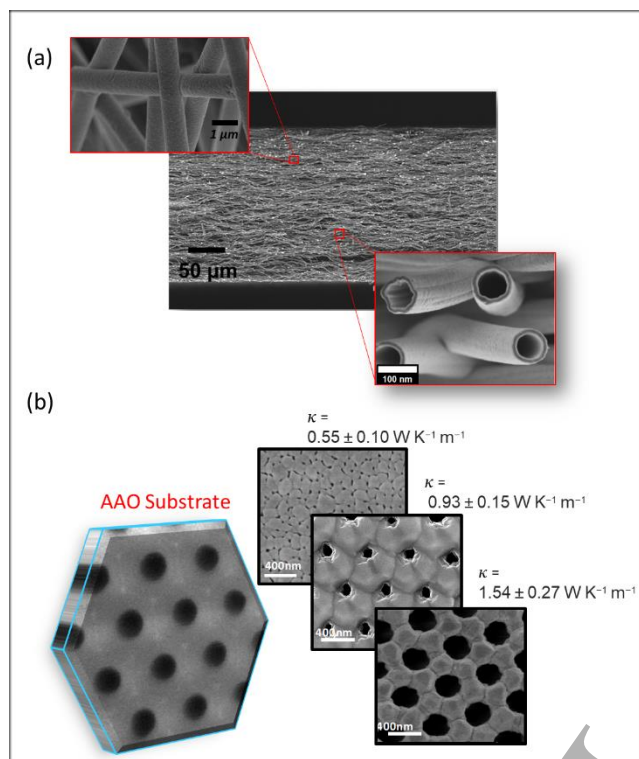 (a)
1 µm
50 µm
100 nm
(b)
κ =
0.55 ± 0.10 W K⁻¹ m⁻¹
AAO Substrate
κ =
0.93 ± 0.15 W K⁻¹ m⁻¹
400nm
κ =
1.54 ± 0.27 W K⁻¹ m⁻¹
400nm
400nm